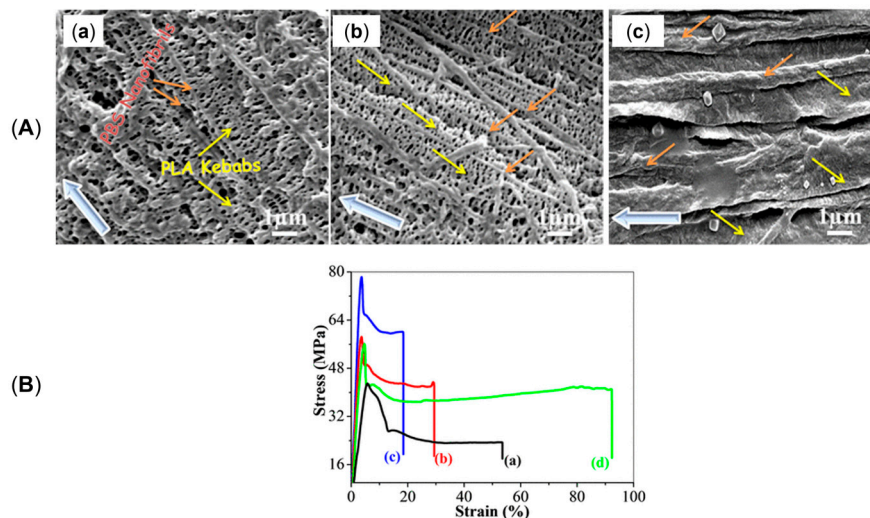 (A)
(a)
PBS Nanofibrils
PLA Kebabs
1μm
(b)
1μm
(c)
1μm
(B)
80
64
48
32
16
Stress (MPa)
(c)
(b)
(a)
(d)
0
20
40
60
80
100
Strain (%)